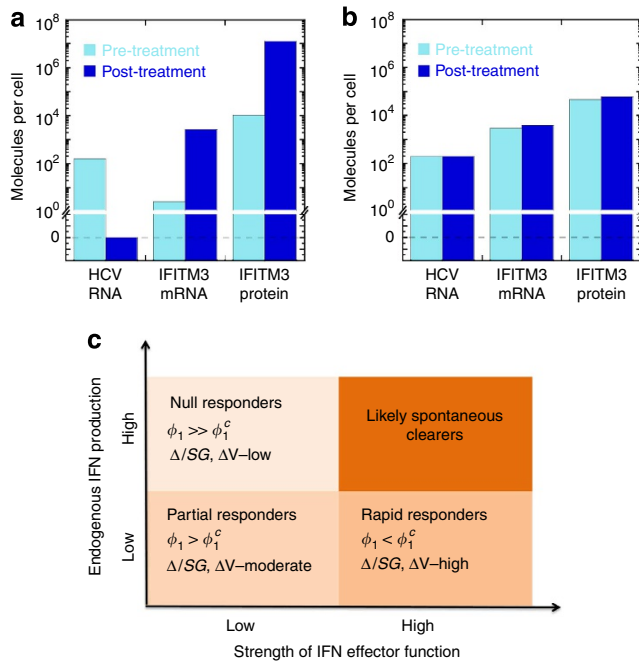 a
Pre-treatment
Post-treatment
Molecules per cell
10^8
10^6
10^4
10^2
10^0
0
HCV
RNA
IFITM3
mRNA
IFITM3
protein
b
Pre-treatment
Post-treatment
Molecules per cell
10^8
10^6
10^4
10^2
10^0
0
HCV
RNA
IFITM3
mRNA
IFITM3
protein
c
Endogenous IFN production
High
Low
Null responders
ϕ₁ >> ϕ₁ᶜ
Δ/SG, ΔV–low
Likely spontaneous
clearers
Partial responders
ϕ₁ > ϕ₁ᶜ
Δ/SG, ΔV–moderate
Rapid responders
ϕ₁ < ϕ₁ᶜ
Δ/SG, ΔV–high
Low
High
Strength of IFN effector function